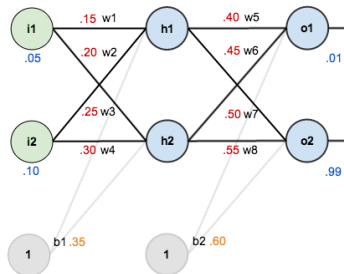 i1 .15 w1 h1 .40 w5 o1
.05 .20 w2 .45 w6 .01
.25 w3 .50 w7
i2 .30 w4 h2 .55 w8 o2
.10 .99
1 b1 .35 1 b2 .60